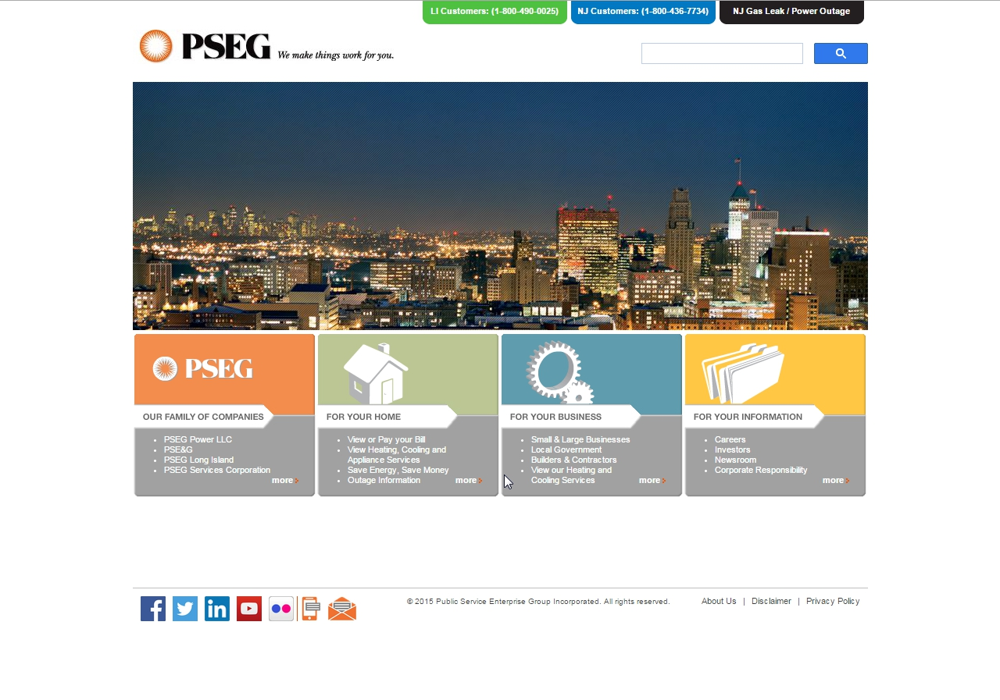 LI Customers: (1-800-490-0025)
NJ Customers: (1-800-436-7734)
NJ Gas Leak / Power Outage
PSEG We make things work for you.
PSEG
OUR FAMILY OF COMPANIES
PSEG Power LLC
PSE&G
PSEG Long Island
PSEG Services Corporation
more
FOR YOUR HOME
View or Pay your Bill
View Heating, Cooling and
Appliance Services
Save Energy, Save Money
Outage Information
more
FOR YOUR BUSINESS
Small & Large Businesses
Local Government
Builders & Contractors
View our Heating and
Cooling Services
more
FOR YOUR INFORMATION
Careers
Investors
Newsroom
Corporate Responsibility
more
f
in
© 2015 Public Service Enterprise Group Incorporated. All rights reserved.
About Us | Disclaimer | Privacy Policy